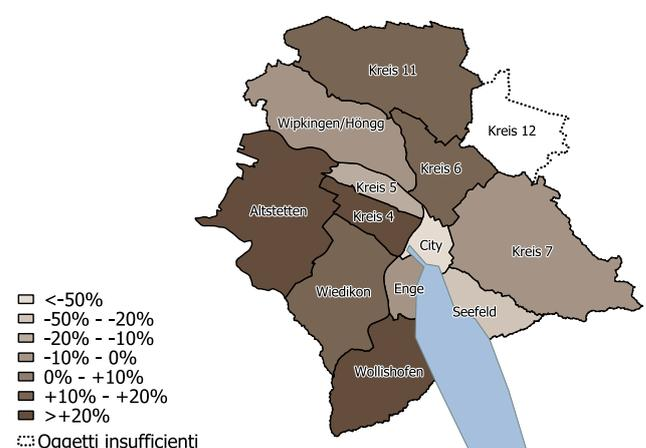 Kreis 11
Wipkingen/Höngg
Kreis 12
Kreis 6
Kreis 5
Altstetten
Kreis 4
City
Kreis 7
Wiedikon
Enge
Seefeld
Wollishofen
<-50%
-50% - -20%
-20% - -10%
-10% - 0%
0% - +10%
+10% - +20%
>+20%
Oggetti insufficienti